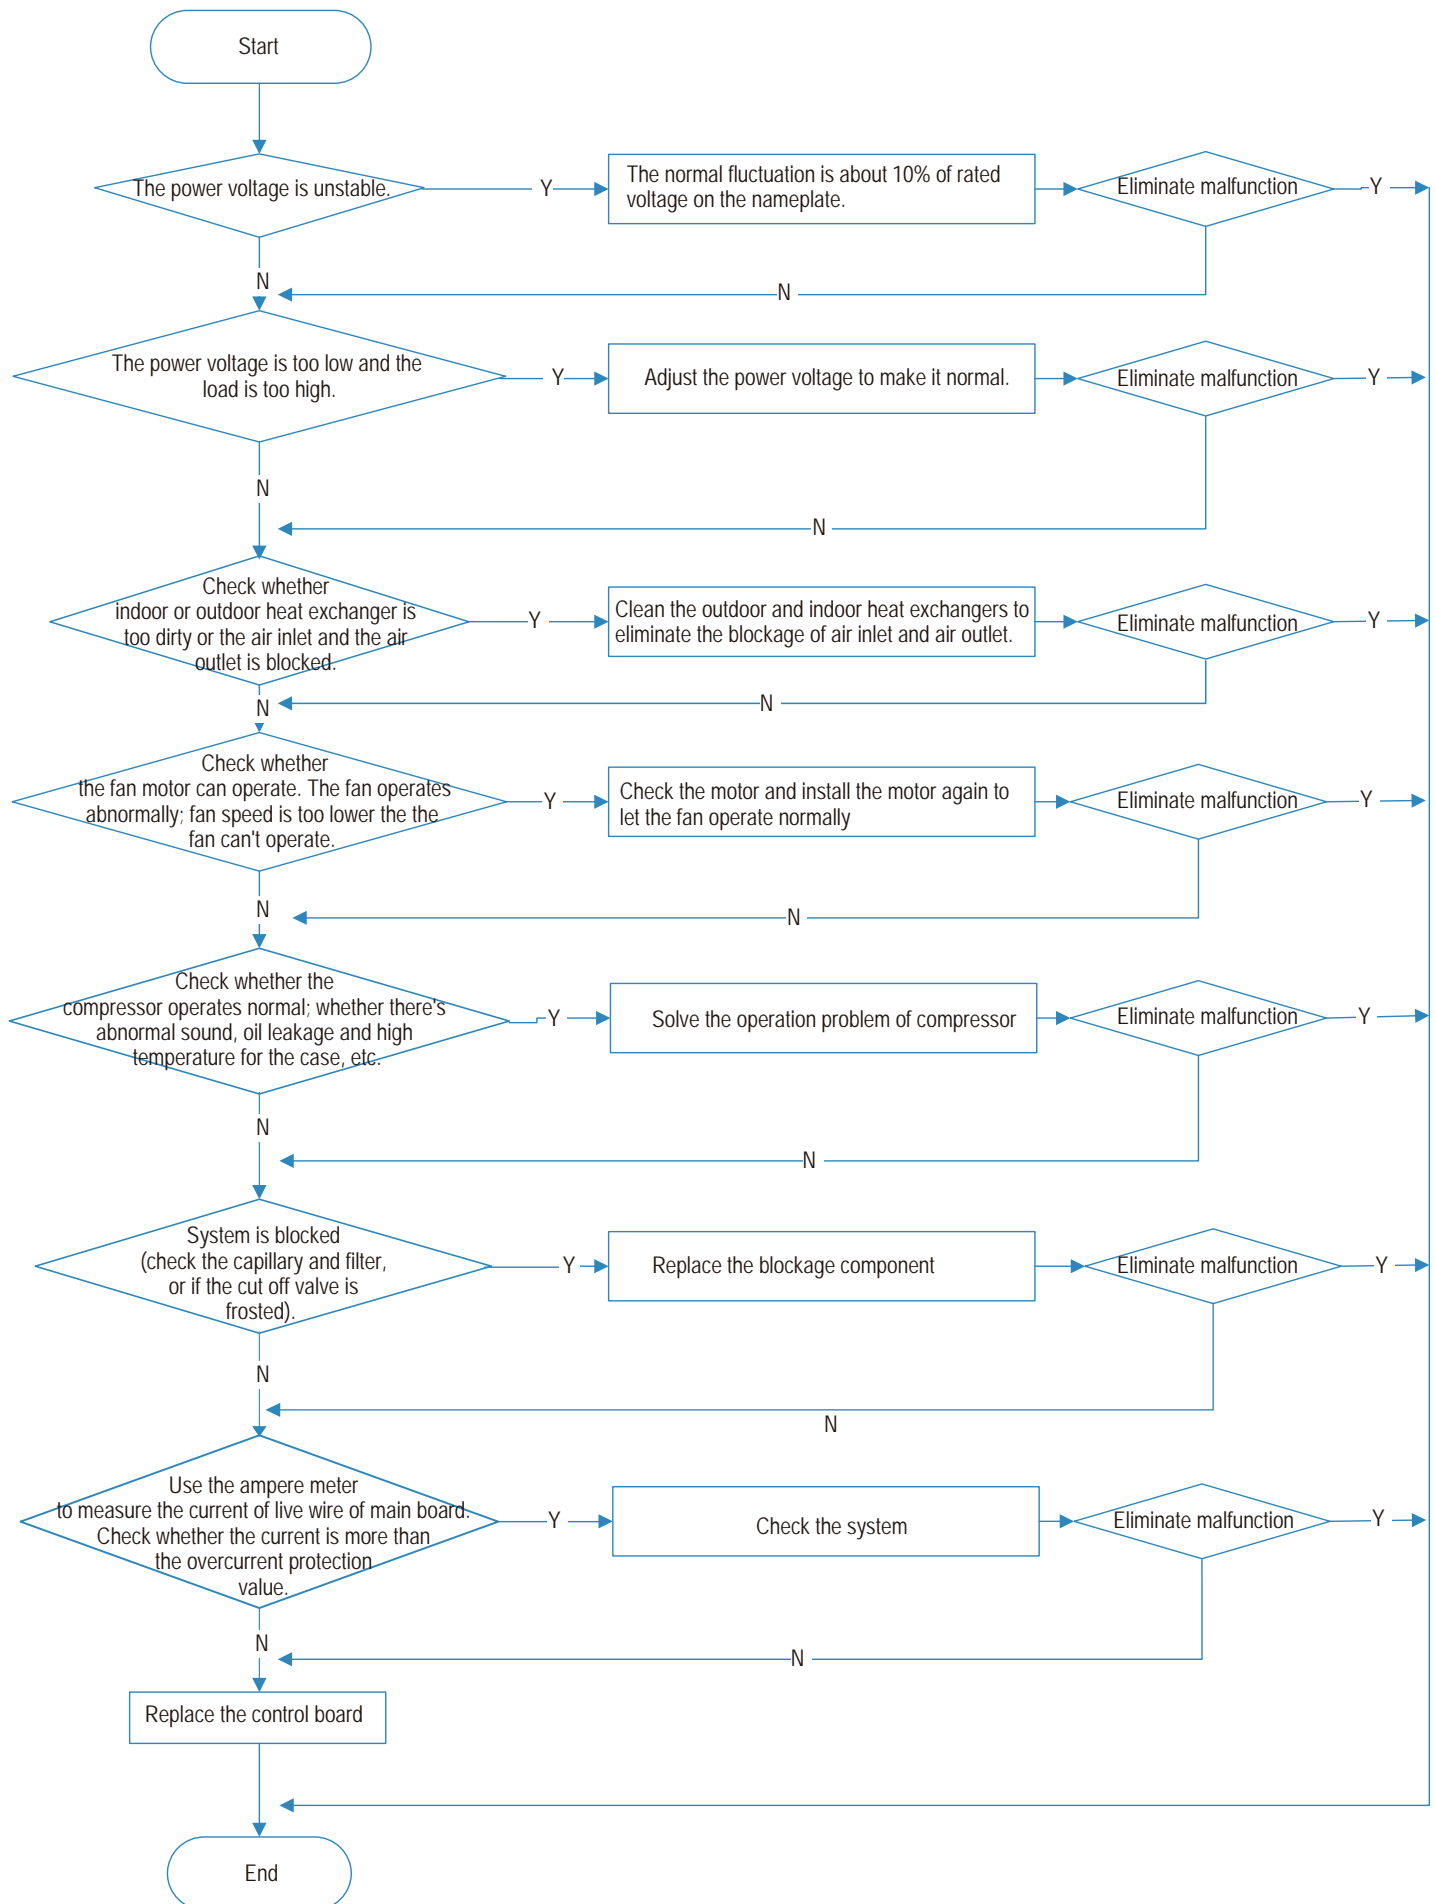 Start
The power voltage is unstable.
Y
The normal fluctuation is about 10% of rated
voltage on the nameplate.
Eliminate malfunction
Y
N
N
The power voltage is too low and the
load is too high.
Y
Adjust the power voltage to make it normal.
Eliminate malfunction
Y
N
N
Check whether
indoor or outdoor heat exchanger is
too dirty or the air inlet and the air
outlet is blocked.
Y
Clean the outdoor and indoor heat exchangers to
eliminate the blockage of air inlet and air outlet.
Eliminate malfunction
Y
N
N
Check whether
the fan motor can operate. The fan operates
abnormally; fan speed is too lower the the
fan can't operate.
Y
Check the motor and install the motor again to
let the fan operate normally
Eliminate malfunction
Y
N
N
Check whether the
compressor operates normal; whether there's
abnormal sound, oil leakage and high
temperature for the case, etc.
Y
Solve the operation problem of compressor
Eliminate malfunction
Y
N
N
System is blocked
(check the capillary and filter,
or if the cut off valve is
frosted).
Y
Replace the blockage component
Eliminate malfunction
Y
N
N
Use the ampere meter
to measure the current of live wire of main board.
Check whether the current is more than
the overcurrent protection
value.
Y
Check the system
Eliminate malfunction
Y
N
N
Replace the control board
End